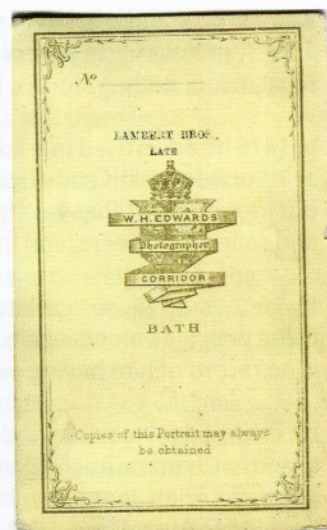 No
LAMBERT BROS.,
LATE
W.H. EDWARDS
Photographer
CORRIDOR
BATH
Copies of this Portrait may always
be obtained